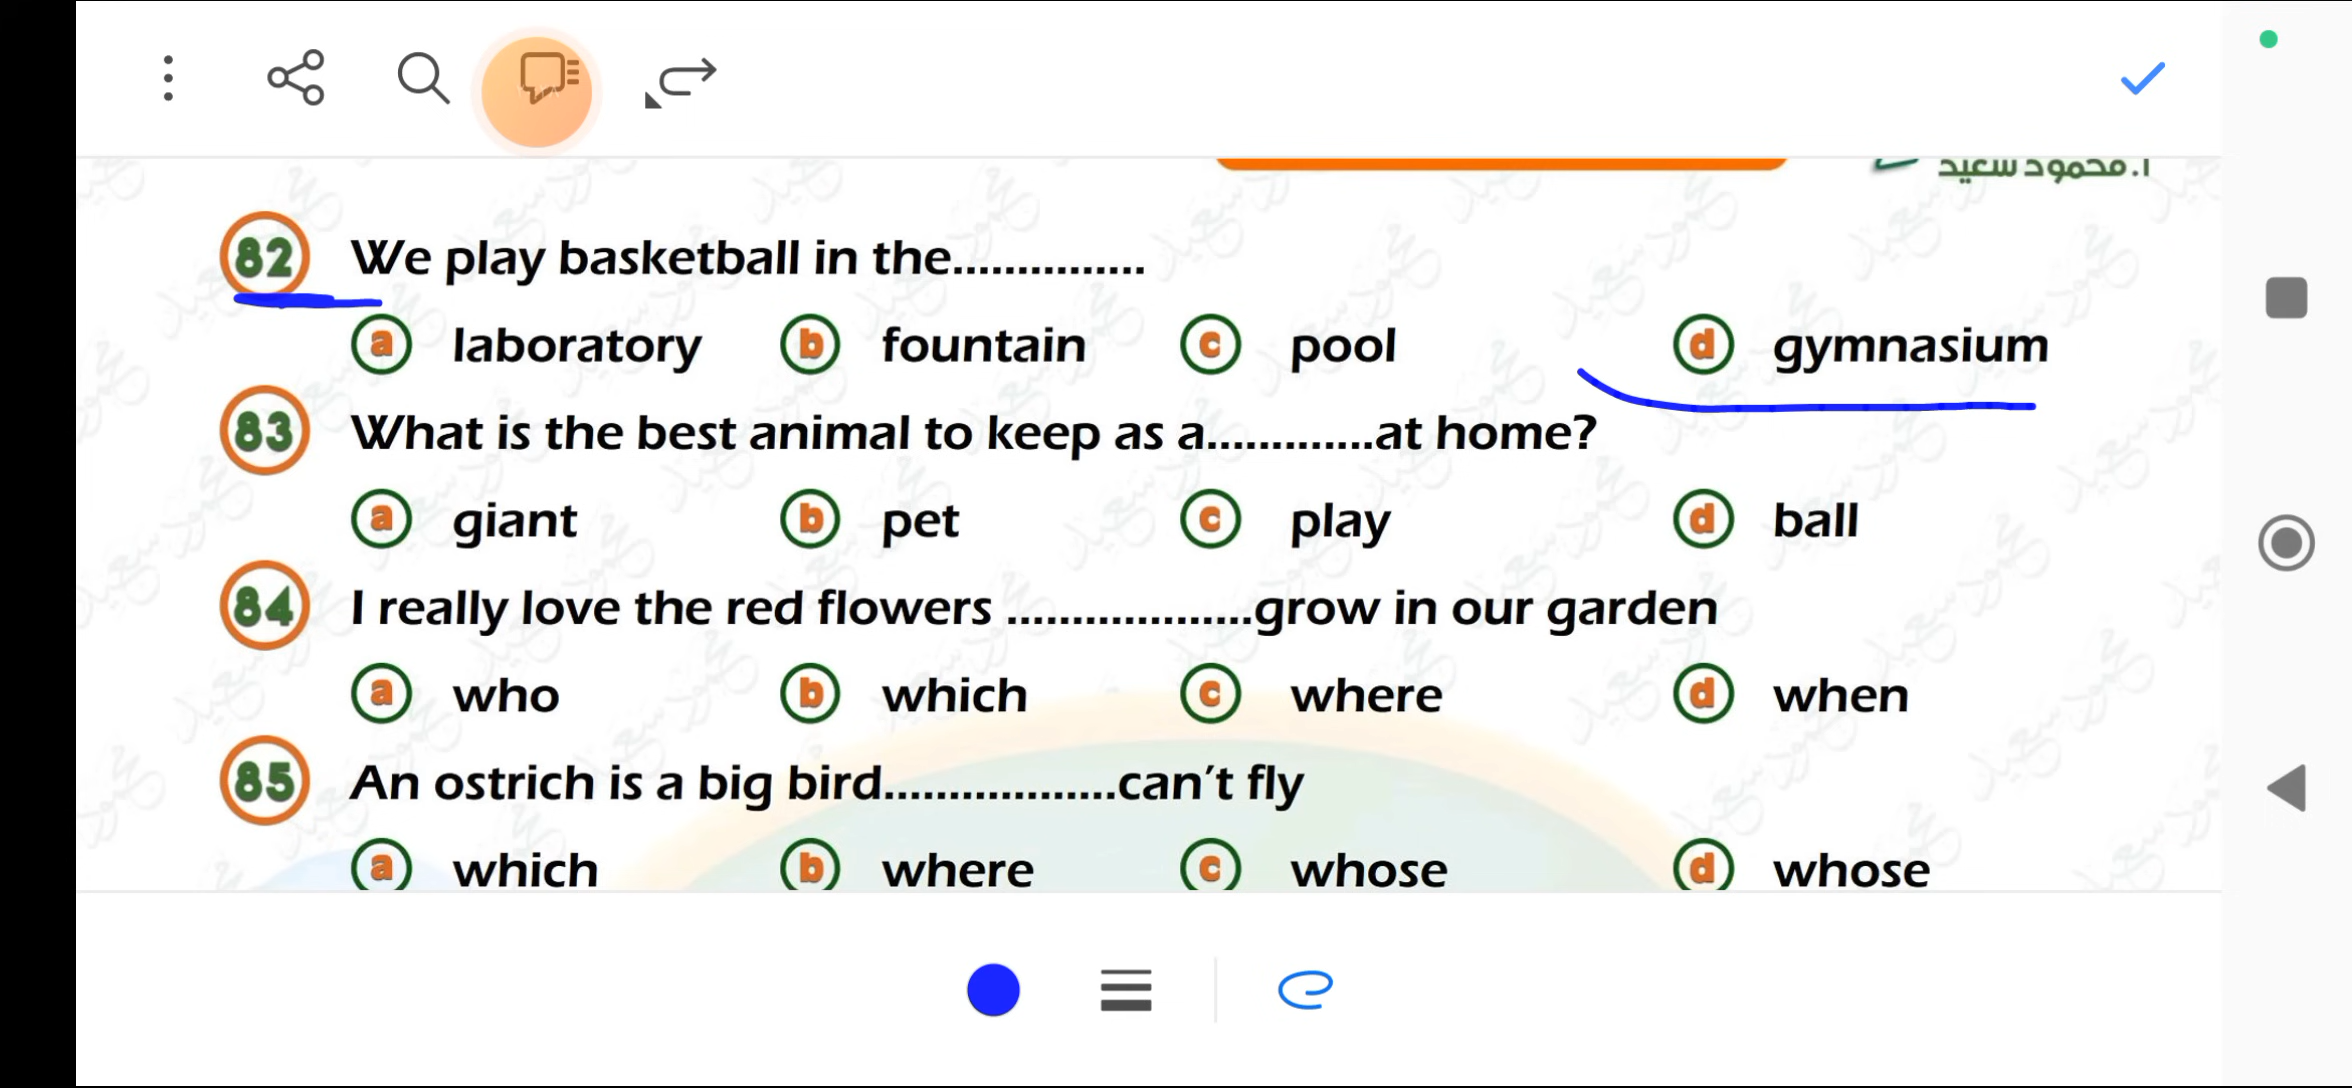 أ. محمود سعيد
82 We play basketball in the...............
a laboratory b fountain c pool d gymnasium
83 What is the best animal to keep as a.............at home?
a giant b pet c play d ball
84 I really love the red flowers ...................grow in our garden
a who b which c where d when
85 An ostrich is a big bird..................can't fly
a which b where c whose d whose